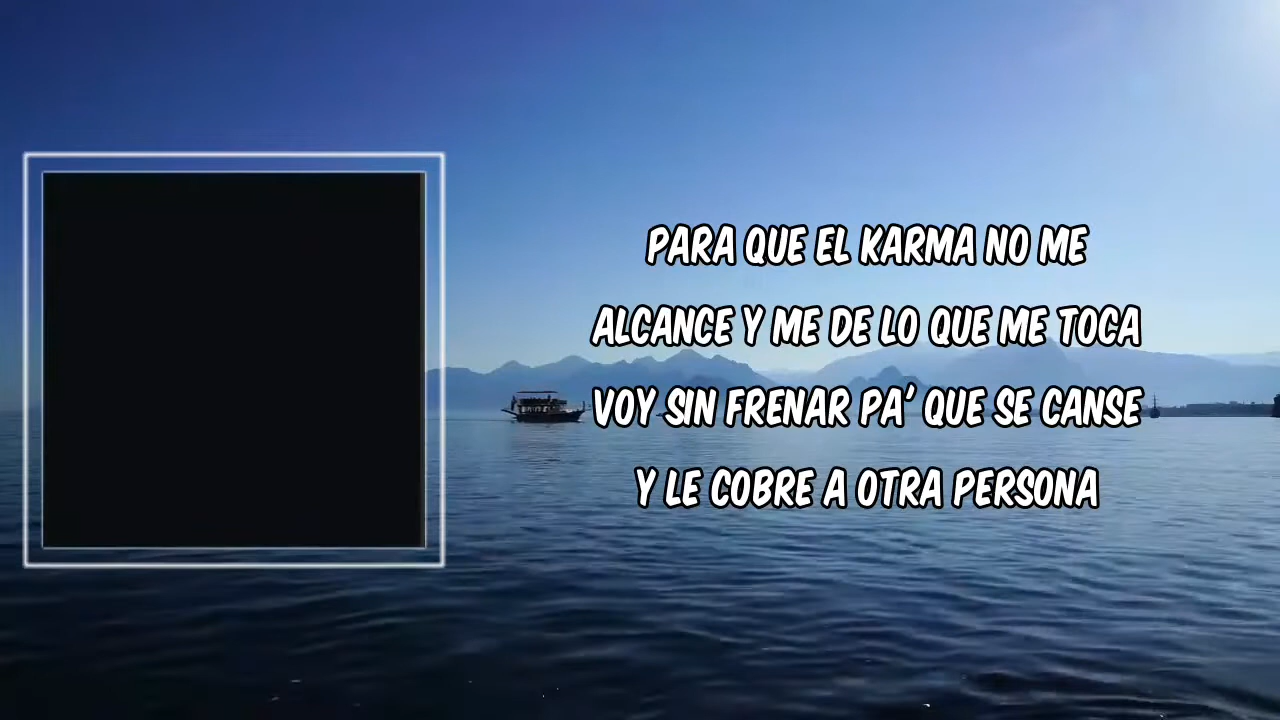 PARA QUE EL KARMA NO ME
ALCANCE Y ME DE LO QUE ME TOCA
VOY SIN FRENAR PA' QUE SE CANSE
Y LE COBRE A OTRA PERSONA